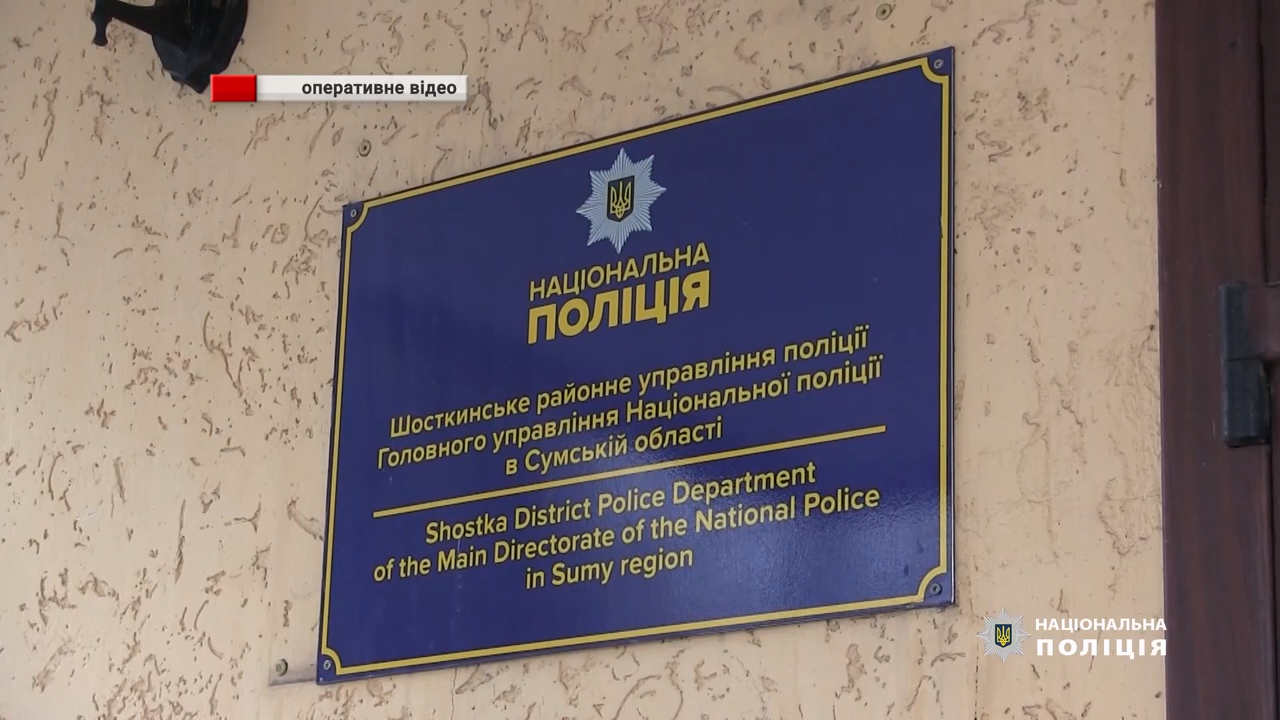 оперативне відео
НАЦІОНАЛЬНА
ПОЛІЦІЯ
Шосткинське районне управління поліції
Головного управління Національної поліції
в Сумській області
Shostka District Police Department
of the Main Directorate of the National Police
in Sumy region
НАЦІОНАЛЬНА
ПОЛІЦІЯ